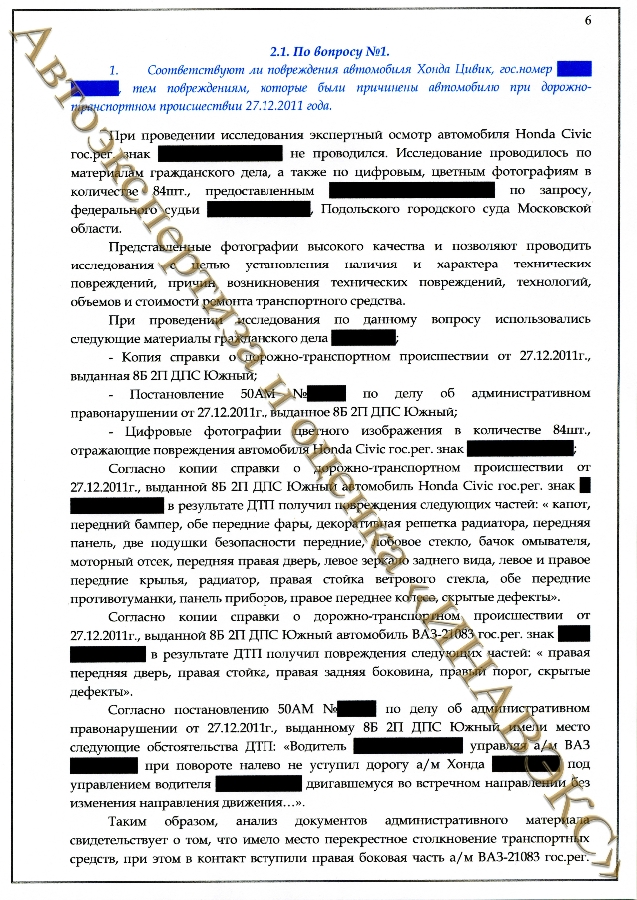 6
2.1. По вопросу №1.
1. Соответствуют ли повреждения автомобиля Хонда Цивик, гос.номер
, тем повреждениям, которые были причинены автомобилю при дорожно-
транспортном происшествии 27.12.2011 года.
При проведении исследования экспертный осмотр автомобиля Honda Civic
гос.рег. знак не проводился. Исследование проводилось по
материалам гражданского дела, а также по цифровым, цветным фотографиям в
количестве 84шт., предоставленным по запросу,
федерального судьи , Подольского городского суда Московской
области.
Представленные фотографии высокого качества и позволяют проводить
исследования с целью установления наличия и характера технических
повреждений, причин возникновения технических повреждений, технологий,
объемов и стоимости ремонта транспортного средства.
При проведении исследования по данному вопросу использовались
следующие материалы гражданского дела ;
- Копия справки о дорожно-транспортном происшествии от 27.12.2011г.,
выданная 8Б 2П ДПС Южный;
- Постановление 50АМ № по делу об административном
правонарушении от 27.12.2011г., выданное 8Б 2П ДПС Южный;
- Цифровые фотографии цветного изображения в количестве 84шт.,
отражающие повреждения автомобиля Honda Civic гос.рег. знак ;
Согласно копии справки о дорожно-транспортном происшествии от
27.12.2011г., выданной 8Б 2П ДПС Южный автомобиль Honda Civic гос.рег. знак
в результате ДТП получил повреждения следующих частей: « капот,
передний бампер, обе передние фары, декоративная решетка радиатора, передняя
панель, две подушки безопасности передние, лобовое стекло, бачок омывателя,
моторный отсек, передняя правая дверь, левое зеркало заднего вида, левое и правое
передние крылья, радиатор, правая стойка ветрового стекла, обе передние
противотуманки, панель приборов, правое переднее колесо, скрытые дефекты».
Согласно копии справки о дорожно-транспортном происшествии от
27.12.2011г., выданной 8Б 2П ДПС Южный автомобиль ВАЗ-21083 гос.рег. знак
в результате ДТП получил повреждения следующих частей: « правая
передняя дверь, правая стойка, правая задняя боковина, правый порог, скрытые
дефекты».
Согласно постановлению 50АМ № по делу об административном
правонарушении от 27.12.2011г., выданному 8Б 2П ДПС Южный имели место
следующие обстоятельства ДТП: «Водитель управляя а/м ВАЗ
при повороте налево не уступил дорогу а/м Хонда под
управлением водителя двигавшемуся во встречном направлении без
изменения направления движения…».
Таким образом, анализ документов административного материала
свидетельствует о том, что имело место перекрестное столкновение транспортных
средств, при этом в контакт вступили правая боковая часть а/м ВАЗ-21083 гос.рег.
Автоэкспертиза и оценка «ИНАВЭКС»